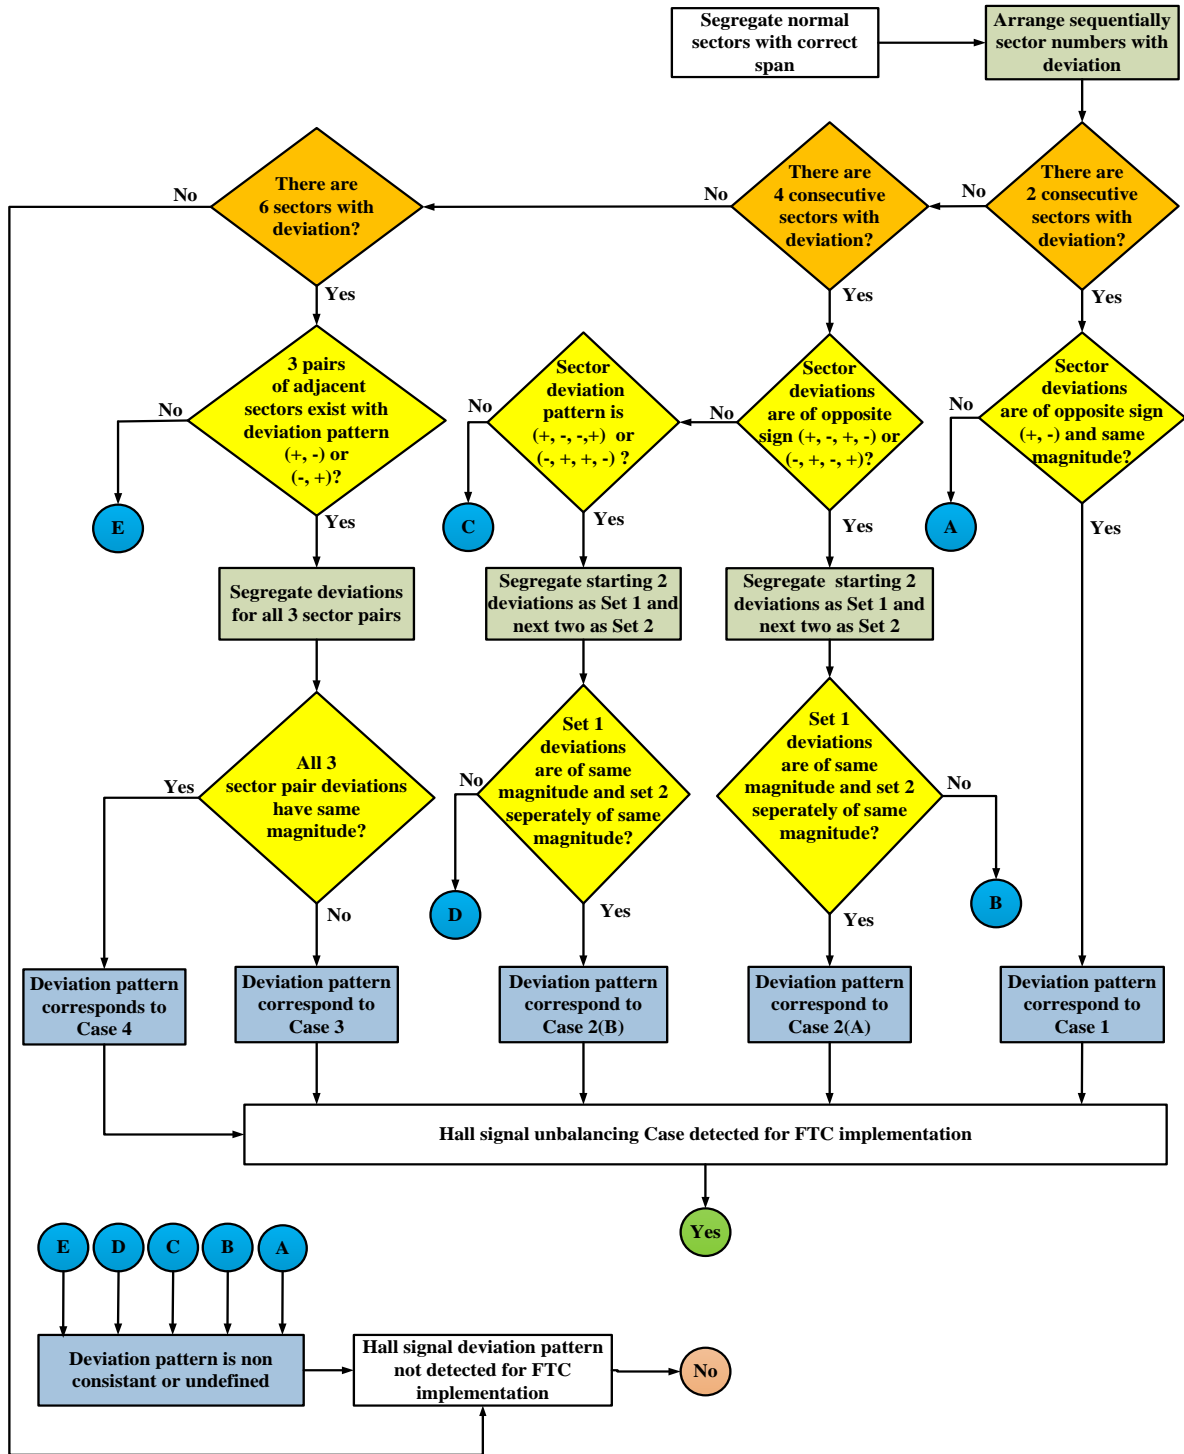 Segregate normal
sectors with correct
span
Arrange sequentially
sector numbers with
deviation
There are
6 sectors with
deviation?
No
Yes
There are
4 consecutive
sectors with
deviation?
No
Yes
There are
2 consecutive
sectors with
deviation?
No
Yes
3 pairs
of adjacent
sectors exist with
deviation pattern
(+, -) or
(-, +)?
No
Yes
E
Sector
deviation
pattern is
(+, -, -,+) or
(-, +, +, -) ?
No
Yes
C
Sector
deviations
are of opposite
sign (+, -, +, -) or
(-, +, -, +)?
No
Yes
Sector
deviations
are of opposite sign
(+, -) and same
magnitude?
No
Yes
A
Segregate deviations
for all 3 sector pairs
Segregate starting 2
deviations as Set 1 and
next two as Set 2
Segregate starting 2
deviations as Set 1 and
next two as Set 2
All 3
sector pair deviations
have same
magnitude?
Yes
No
Set 1
deviations
are of same
magnitude and set 2
seperately of same
magnitude?
No
Yes
D
Set 1
deviations
are of same
magnitude and set 2
seperately of same
magnitude?
No
Yes
B
Deviation pattern
corresponds to
Case 4
Deviation pattern
correspond to
Case 3
Deviation pattern
correspond to
Case 2(B)
Deviation pattern
correspond to
Case 2(A)
Deviation pattern
correspond to
Case 1
Hall signal unbalancing Case detected for FTC implementation
Yes
E
D
C
B
A
Deviation pattern is non
consistant or undefined
Hall signal deviation pattern
not detected for FTC
implementation
No